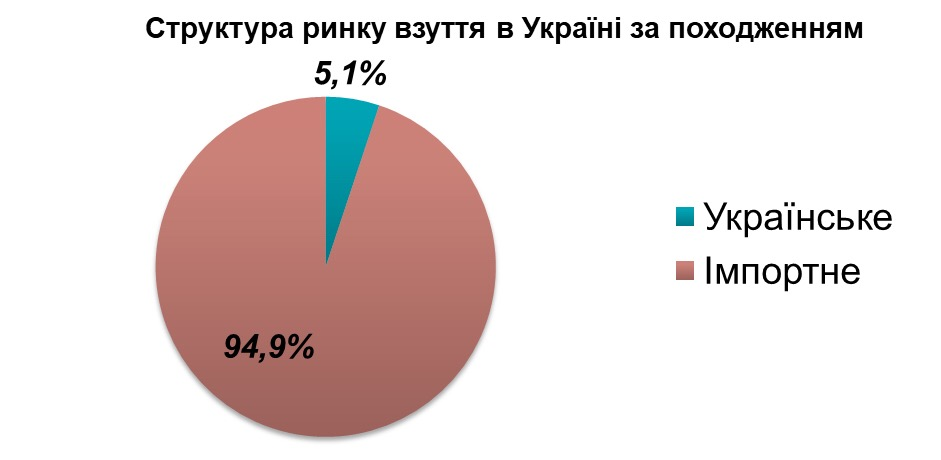 Структура ринку взуття в Україні за походженням
5,1%
Українське
Імпортне
94,9%